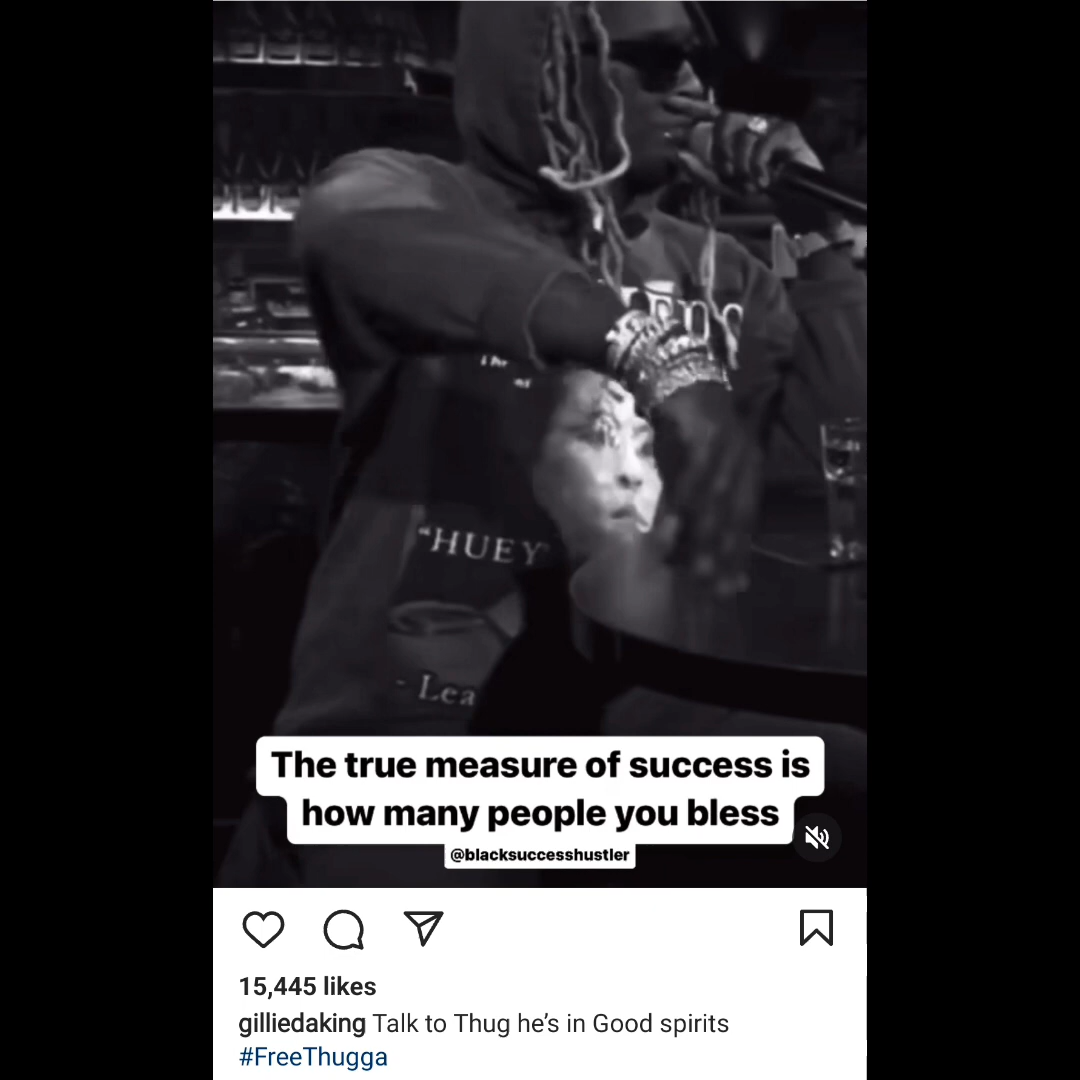 "HUEY"
The true measure of success is
how many people you bless
@blacksuccesshustler
15,445 likes
gilliedaking Talk to Thug he’s in Good spirits
#FreeThugga